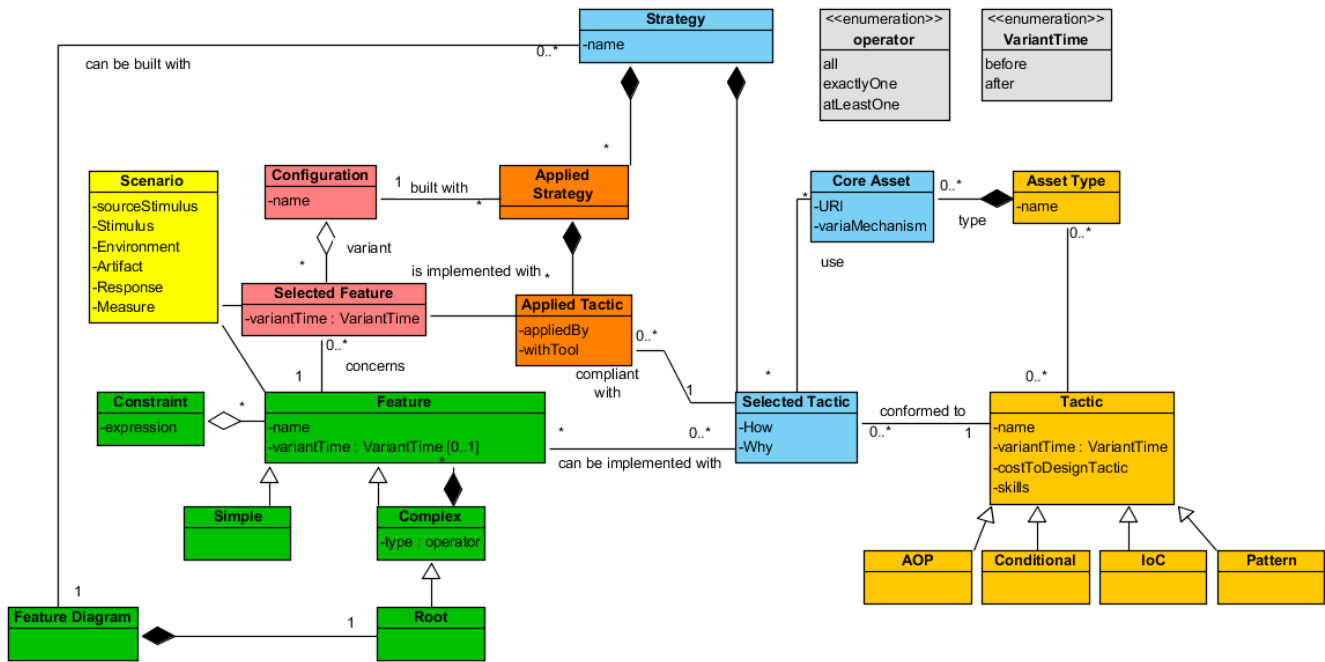 Strategy
-name
0..*
can be built with
<<enumeration>>
operator
all
exactlyOne
atLeastOne
<<enumeration>>
VariantTime
before
after
*
Scenario
-sourceStimulus
-Stimulus
-Environment
-Artifact
-Response
-Measure
Configuration
-name
1
built with
*
Applied
Strategy
Core Asset
-URI
-variaMechanism
*
0..*
type
use
Asset Type
-name
0..*
variant
*
is implemented with
*
Selected Feature
-variantTime : VariantTime
0..*
concerns
1
Applied Tactic
-appliedBy
-withTool
0..*
compliant
with
1
*
Constraint
-expression
*
Feature
-name
-variantTime : VariantTime [0..1]
*
*
0..*
can be implemented with
Selected Tactic
-How
-Why
conformed to
0..*
1
0..*
Tactic
-name
-variantTime : VariantTime
-costToDesignTactic
-skills
Simple
Complex
-type : operator
AOP
Conditional
IoC
Pattern
1
Feature Diagram
1
Root